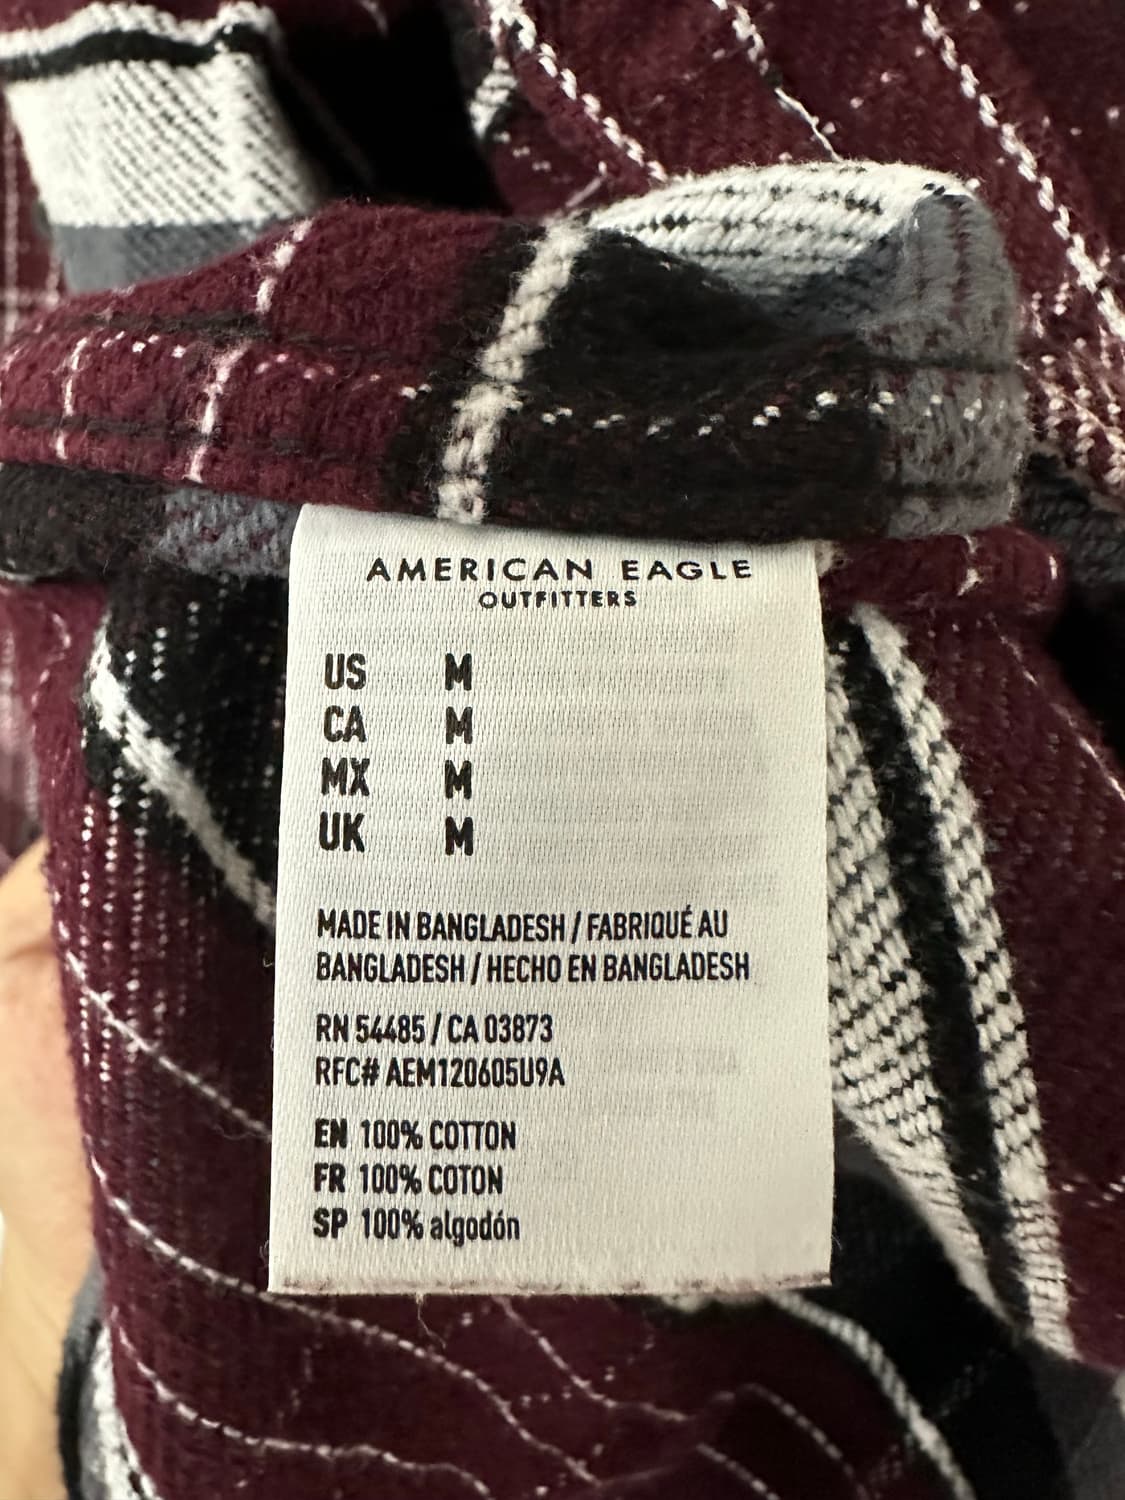 AMERICAN EAGLE
OUTFITTERS
US M
CA M
MX M
UK M
MADE IN BANGLADESH / FABRIQUÉ AU
BANGLADESH / HECHO EN BANGLADESH
RN 54485 / CA 03873
RFC# AEM120605U9A
EN 100% COTTON
FR 100% COTON
SP 100% algodón